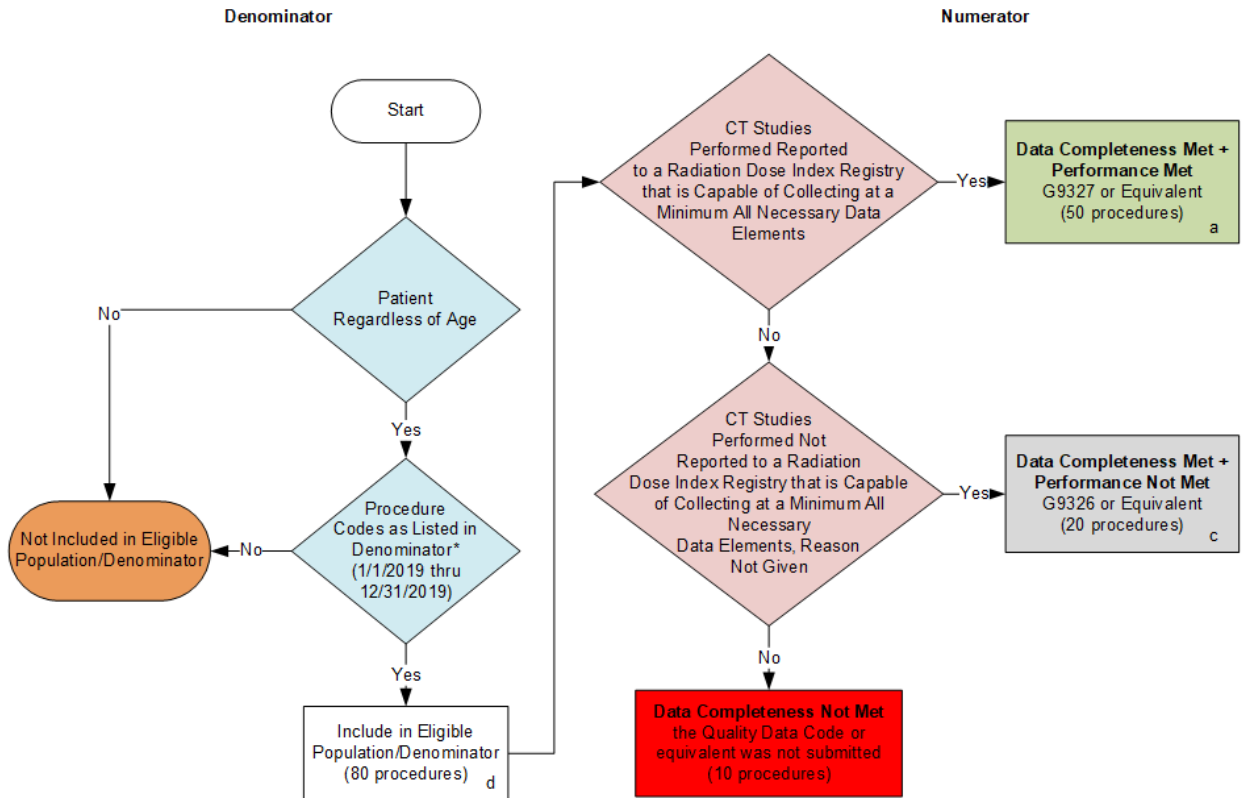 Denominator
Numerator
Start
Patient
Regardless of Age
No
Yes
Procedure
Codes as Listed in
Denominator*
(1/1/2019 thru
12/31/2019)
No
Not Included in Eligible
Population/Denominator
Yes
Include in Eligible
Population/Denominator
(80 procedures)
d
CT Studies
Performed Reported
to a Radiation Dose Index Registry
that is Capable of Collecting at a
Minimum All Necessary Data
Elements
Yes
Data Completeness Met +
Performance Met
G9327 or Equivalent
(50 procedures)
a
No
CT Studies
Performed Not
Reported to a Radiation
Dose Index Registry that is Capable
of Collecting at a Minimum All
Necessary
Data Elements, Reason
Not Given
Yes
Data Completeness Met +
Performance Not Met
G9326 or Equivalent
(20 procedures)
c
No
Data Completeness Not Met
the Quality Data Code or
equivalent was not submitted
(10 procedures)